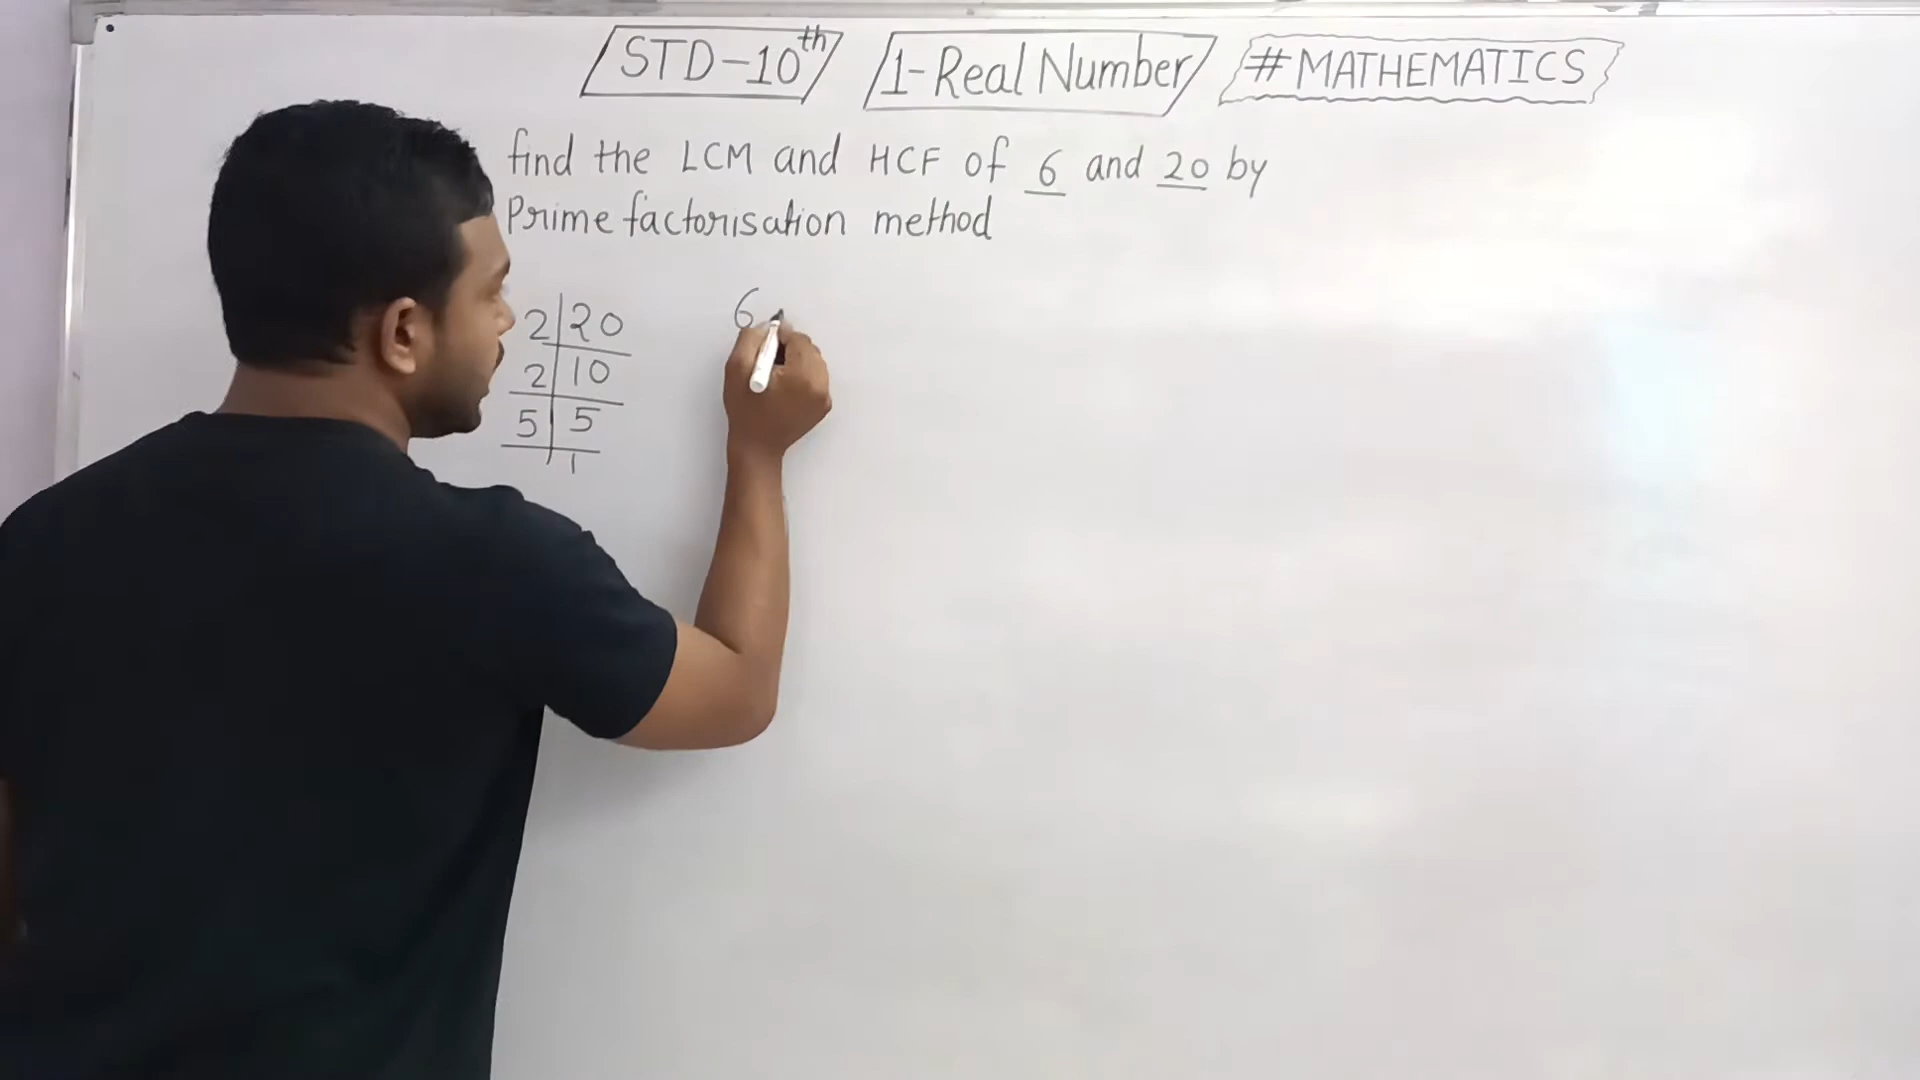 STD-10th 1-Real Number #MATHEMATICS
find the LCM and HCF of 6 and 20 by
Prime factorisation method
2 | 20
2 | 10
5 | 5
1
6